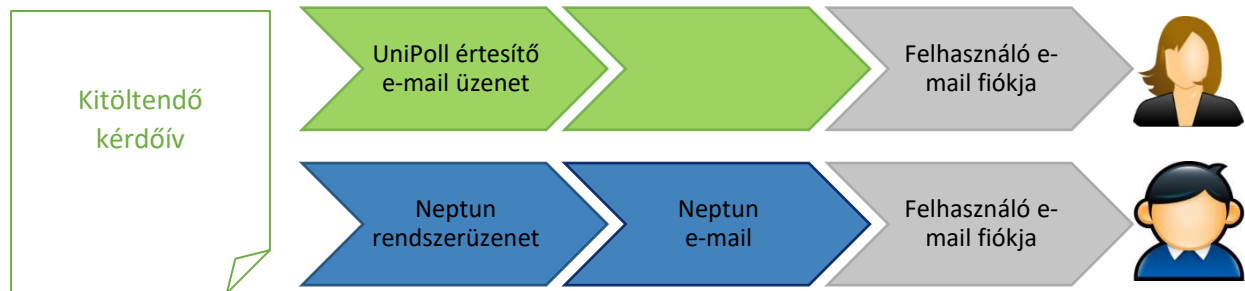 Kitöltendő
kérdőív
UniPoll értesítő
e-mail üzenet
Felhasználó e-
mail fiókja
Neptun
rendszerüzenet
Neptun
e-mail
Felhasználó e-
mail fiókja